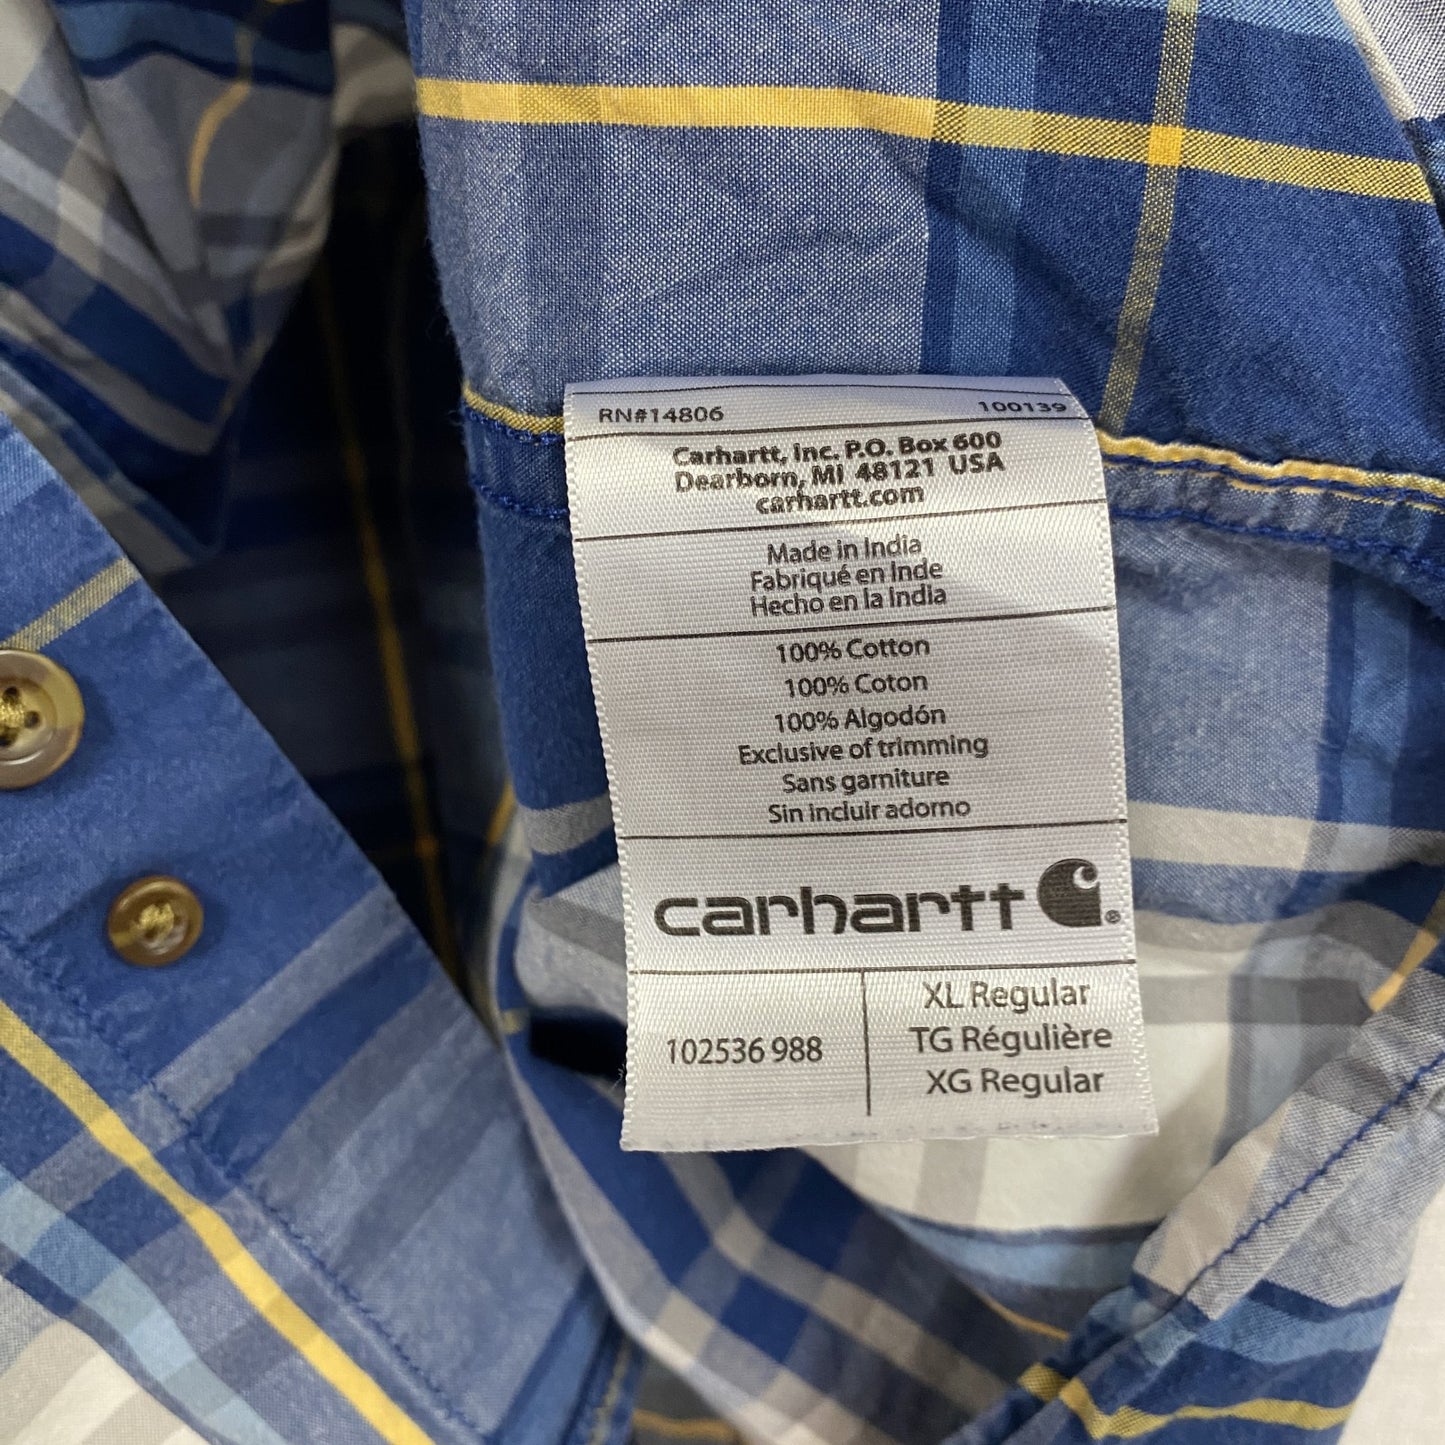 RN#14806 100139
Carhartt, Inc. P.O. Box 600
Dearborn, MI 48121 USA
carhartt.com
Made in India
Fabriqué en Inde
Hecho en la India
100% Cotton
100% Coton
100% Algodón
Exclusive of trimming
Sans garniture
Sin incluir adorno
carhartt ®
102536 988
XL Regular
TG Régulière
XG Regular